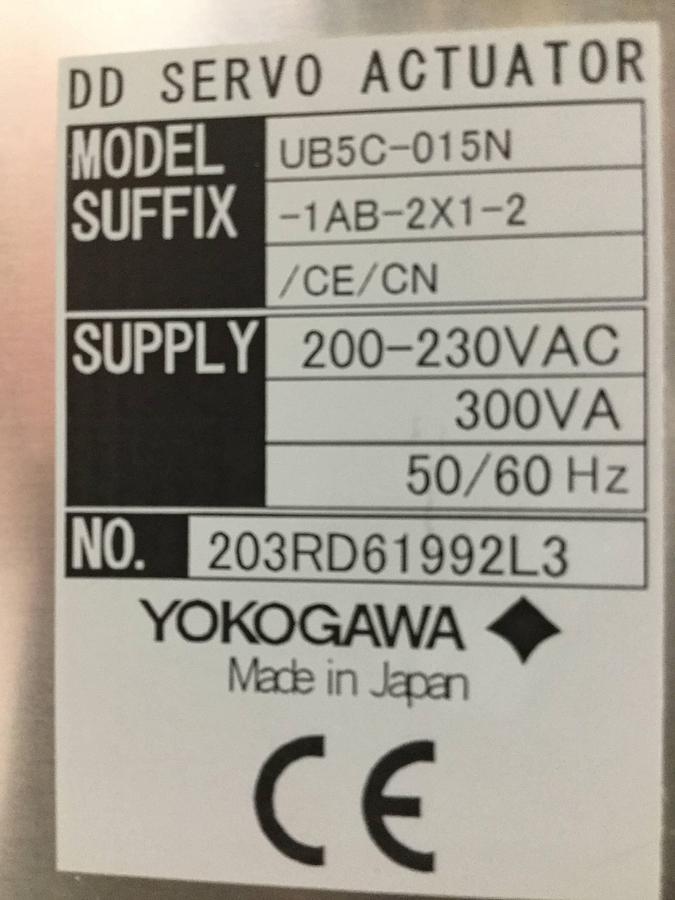 DD SERVO ACTUATOR
MODEL UB5C-015N
SUFFIX -1AB-2X1-2
/CE/CN
SUPPLY 200-230VAC
300VA
50/60 Hz
NO. 203RD61992L3
YOKOGAWA
Made in Japan
CE